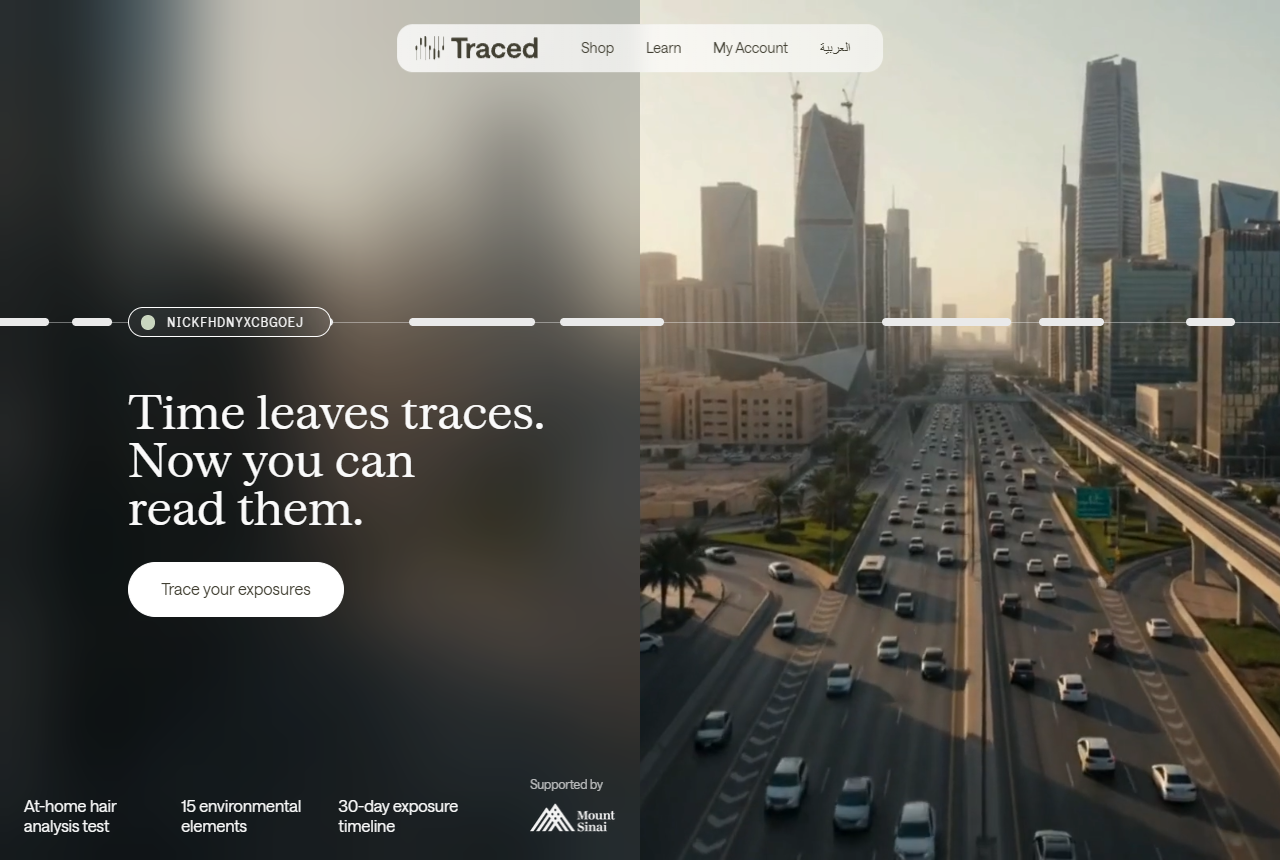 Traced
Shop
Learn
My Account
العربية
NICKFHDNYXCBGOEJ
Time leaves traces.
Now you can
read them.
Trace your exposures
At-home hair
analysis test
15 environmental
elements
30-day exposure
timeline
Supported by
Mount
Sinai